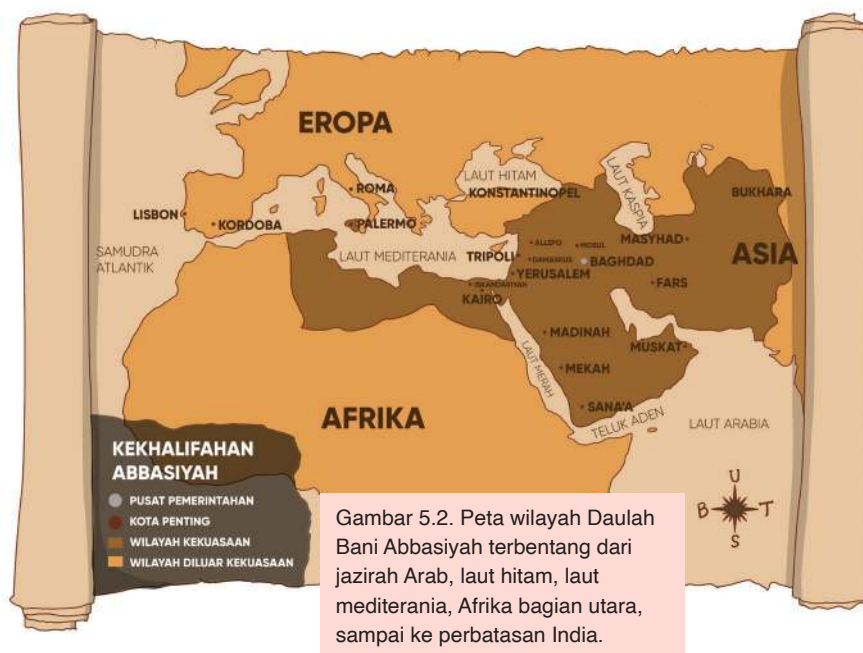 EROPA
LAUT HITAM
KONSTANTINOPEL
LAUT KASPIA
BUKHARA
ROMA
LISBON
KORDOBA
PALERMO
SAMUDRA
ATLANTIK
LAUT MEDITERANIA
TRIPOLI
ALLEPO
MOSUL
MASYHAD
ASIA
DAMASKUS
BAGHDAD
YERUSALEM
ISKANDARIYAH
KAIRO
FARS
MADINAH
MUSKAT
LAUT MERAH
MEKAH
AFRIKA
SANA'A
TELUK ADEN
LAUT ARABIA
KEKHALIFAHAN
ABBASIYAH
PUSAT PEMERINTAHAN
KOTA PENTING
WILAYAH KEKUASAAN
WILAYAH DILUAR KEKUASAAN
U
B
T
S
Gambar 5.2. Peta wilayah Daulah
Bani Abbasiyah terbentang dari
jazirah Arab, laut hitam, laut
mediterania, Afrika bagian utara,
sampai ke perbatasan India.